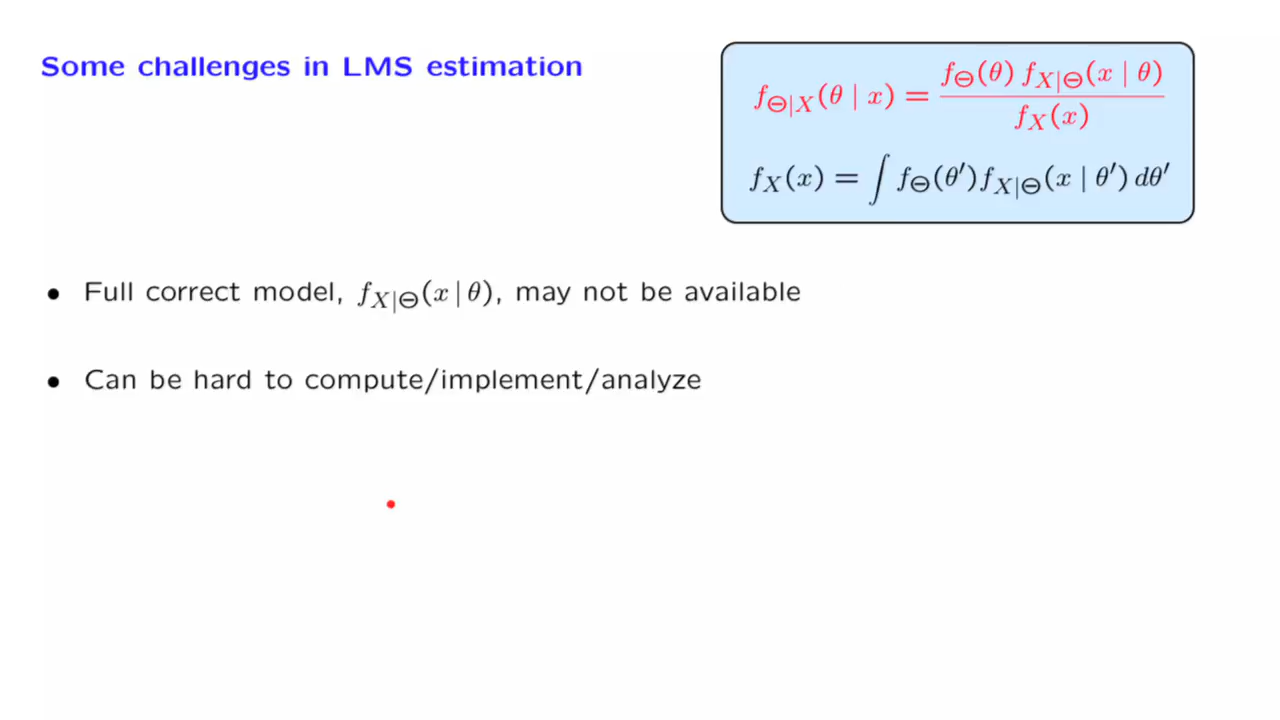 Some challenges in LMS estimation
f_{Θ|X}(θ | x) = \frac{f_Θ(θ) f_{X|Θ}(x | θ)}{f_X(x)}
f_X(x) = ∫ f_Θ(θ′) f_{X|Θ}(x | θ′) dθ′
• Full correct model, f_{X|Θ}(x | θ), may not be available
• Can be hard to compute/implement/analyze